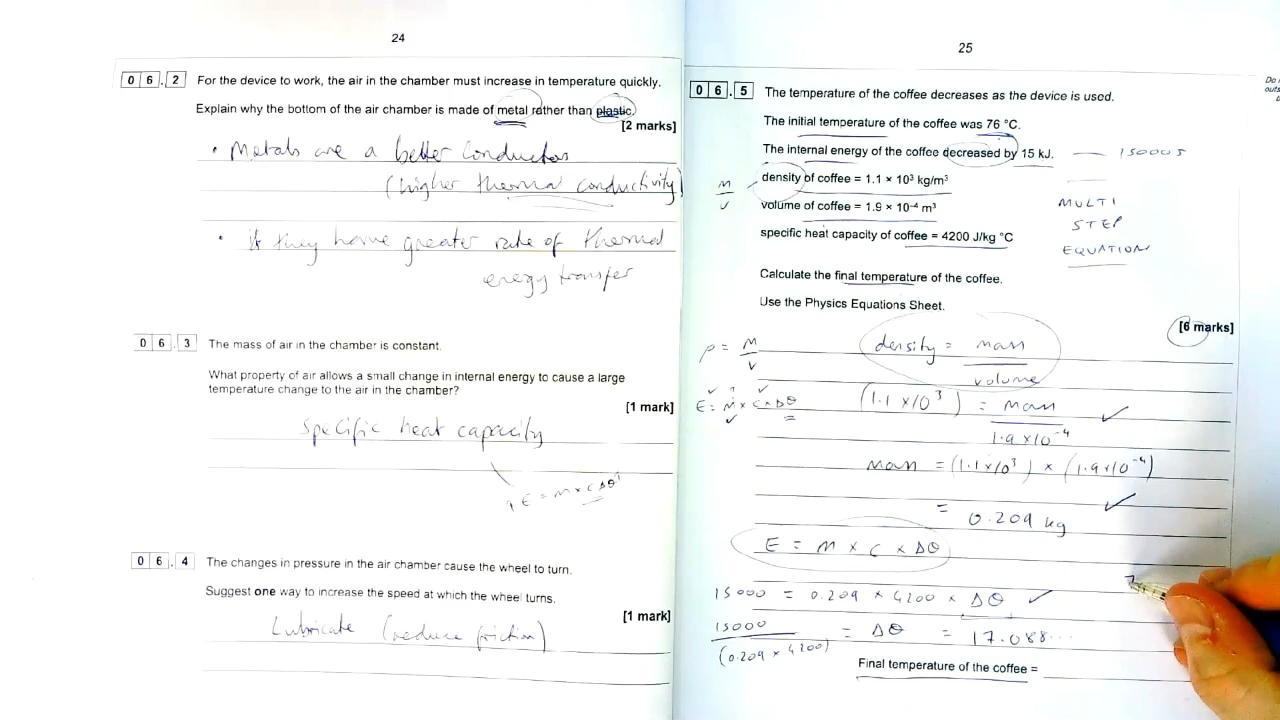 24
0 6 . 2 For the device to work, the air in the chamber must increase in temperature quickly.
Explain why the bottom of the air chamber is made of metal rather than plastic.
[2 marks]
• Metals are a better conductor
(higher thermal conductivity)
• they have greater rate of thermal
energy transfer
0 6 . 3 The mass of air in the chamber is constant.
What property of air allows a small change in internal energy to cause a large
temperature change to the air in the chamber?
[1 mark]
Specific heat capacity
E = m × c Δθ
0 6 . 4 The changes in pressure in the air chamber cause the wheel to turn.
Suggest one way to increase the speed at which the wheel turns.
[1 mark]
Lubricate (reduce friction)
25
Do
outs
0 6 . 5 The temperature of the coffee decreases as the device is used.
The initial temperature of the coffee was 76 °C.
The internal energy of the coffee decreased by 15 kJ. — 15000J
density of coffee = 1.1 × 10³ kg/m³
M
V
volume of coffee = 1.9 × 10⁻⁴ m³
specific heat capacity of coffee = 4200 J/kg °C
MULTI
STEP
EQUATION
Calculate the final temperature of the coffee.
Use the Physics Equations Sheet.
[6 marks]
ρ = M
V
density = mass
volume
E = M × C × Δθ
(1.1 × 10³) = mass ✓
1.9 × 10⁻⁴
mass = (1.1 × 10³) × (1.9 × 10⁻⁴)
= 0.209 kg ✓
E = M × C × Δθ
15000 = 0.209 × 4200 × Δθ ✓
15000 = Δθ = 17.088...
(0.209 × 4200)
Final temperature of the coffee =